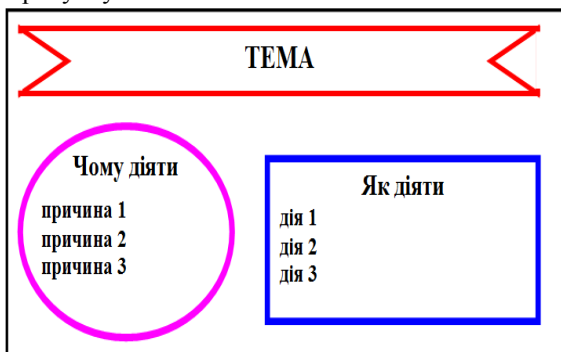 ТЕМА
Чому діяти
причина 1
причина 2
причина 3
Як діяти
дія 1
дія 2
дія 3